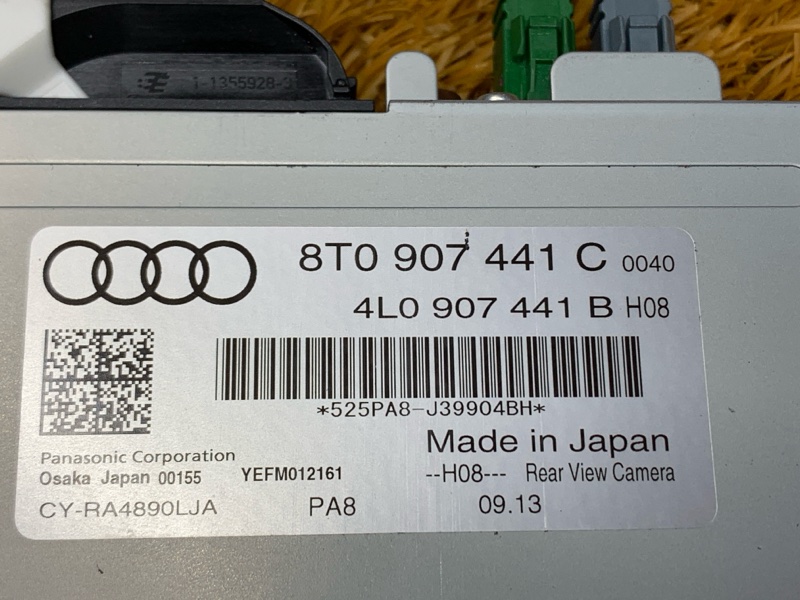 1-1355928-3
8T0 907 441 C 0040
4L0 907 441 B H08
*525PA8-J39904BH*
Made in Japan
Panasonic Corporation
Osaka Japan 00155 YEFM012161 --H08--- Rear View Camera
CY-RA4890LJA PA8 09.13